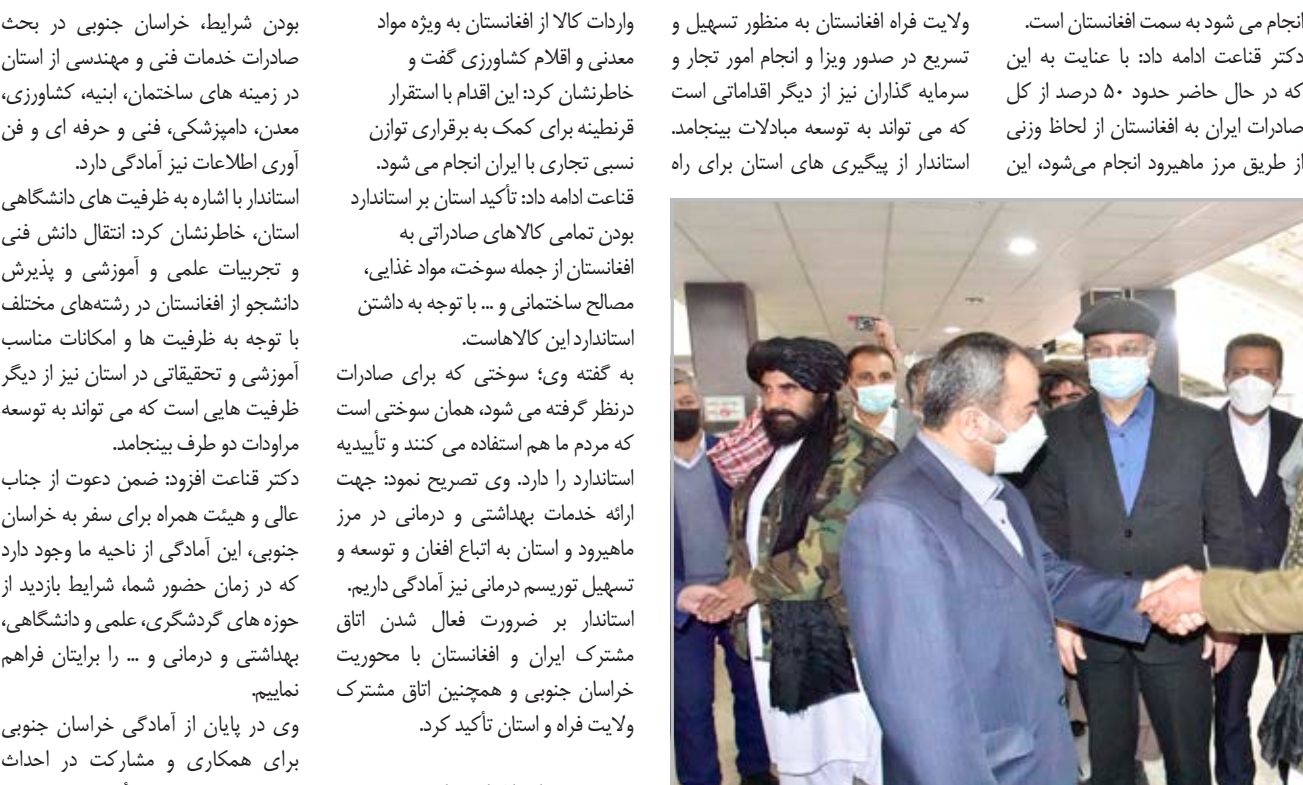 انجام می شود به سمت افغانستان است.
دکتر قناعت ادامه داد: با عنایت به این
که در حال حاضر حدود ۵۰ درصد از کل
صادرات ایران به افغانستان از لحاظ وزنی
از طریق مرز ماهیرود انجام می‌شود، این
ولایت فراه افغانستان به منظور تسهیل و
تسریع در صدور ویزا و انجام امور تجار و
سرمایه گذاران نیز از دیگر اقداماتی است
که می تواند به توسعه مبادلات بینجامد.
استاندار از پیگیری های استان برای راه
واردات کالا از افغانستان به ویژه مواد
معدنی و اقلام کشاورزی گفت و
خاطرنشان کرد: این اقدام با استقرار
قرنطینه برای کمک به برقراری توازن
نسبی تجاری با ایران انجام می شود.
قناعت ادامه داد: تأکید استان بر استاندارد
بودن تمامی کالاهای صادراتی به
افغانستان از جمله سوخت، مواد غذایی،
مصالح ساختمانی و ... با توجه به داشتن
استاندارد این کالاهاست.
به گفته وی؛ سوختی که برای صادرات
درنظر گرفته می شود، همان سوختی است
که مردم ما هم استفاده می کنند و تأییدیه
استاندارد را دارد. وی تصریح نمود: جهت
ارائه خدمات بهداشتی و درمانی در مرز
ماهیرود و استان به اتباع افغان و توسعه و
تسهیل توریسم درمانی نیز آمادگی داریم.
استاندار بر ضرورت فعال شدن اتاق
مشترک ایران و افغانستان با محوریت
خراسان جنوبی و همچنین اتاق مشترک
ولایت فراه و استان تأکید کرد.
بودن شرایط، خراسان جنوبی در بحث
صادرات خدمات فنی و مهندسی از استان
در زمینه های ساختمان، ابنیه، کشاورزی،
معدن، دامپزشکی، فنی و حرفه ای و فن
آوری اطلاعات نیز آمادگی دارد.
استاندار با اشاره به ظرفیت های دانشگاهی
استان، خاطرنشان کرد: انتقال دانش فنی
و تجربیات علمی و آموزشی و پذیرش
دانشجو از افغانستان در رشته‌های مختلف
با توجه به ظرفیت ها و امکانات مناسب
آموزشی و تحقیقاتی در استان نیز از دیگر
ظرفیت هایی است که می تواند به توسعه
مراودات دو طرف بینجامد.
دکتر قناعت افزود: ضمن دعوت از جناب
عالی و هیئت همراه برای سفر به خراسان
جنوبی، این آمادگی از ناحیه ما وجود دارد
که در زمان حضور شما، شرایط بازدید از
حوزه های گردشگری، علمی و دانشگاهی،
بهداشتی و درمانی و ... را برایتان فراهم
نماییم.
وی در پایان از آمادگی خراسان جنوبی
برای همکاری و مشارکت در احداث